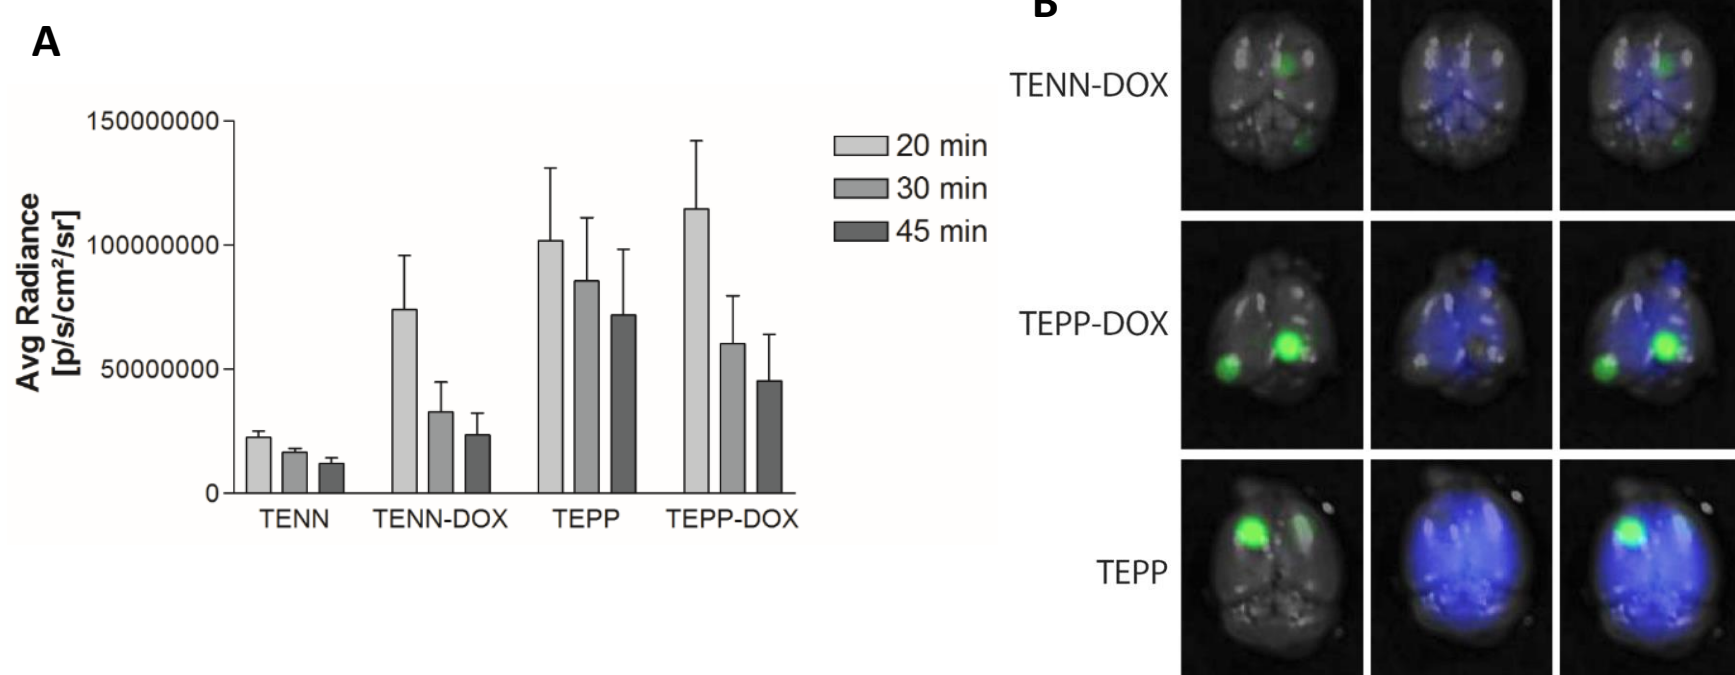 A
B
150000000
100000000
50000000
0
Avg Radiance
[p/s/cm²/sr]
20 min
30 min
45 min
TENN
TENN-DOX
TEPP
TEPP-DOX
TENN-DOX
TEPP-DOX
TEPP